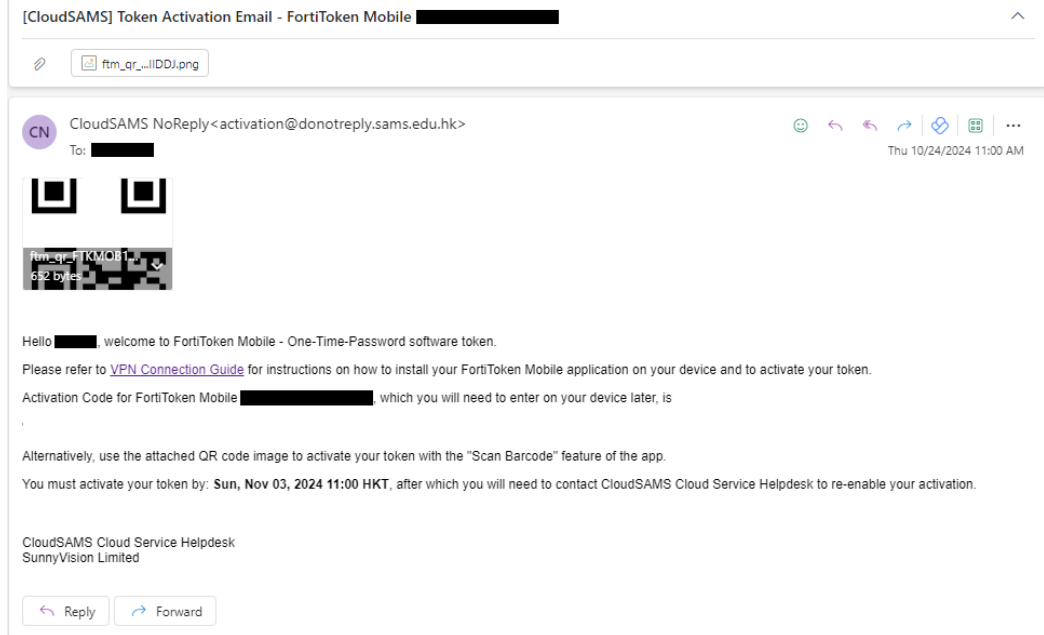 [CloudSAMS] Token Activation Email - FortiToken Mobile
ftm_qr_...IIDDJ.png
CN
CloudSAMS NoReply<activation@donotreply.sams.edu.hk>
To:
Thu 10/24/2024 11:00 AM
ftm_qr_FTKMOB1...
652 bytes
Hello , welcome to FortiToken Mobile - One-Time-Password software token.
Please refer to VPN Connection Guide for instructions on how to install your FortiToken Mobile application on your device and to activate your token.
Activation Code for FortiToken Mobile , which you will need to enter on your device later, is
Alternatively, use the attached QR code image to activate your token with the "Scan Barcode" feature of the app.
You must activate your token by: Sun, Nov 03, 2024 11:00 HKT, after which you will need to contact CloudSAMS Cloud Service Helpdesk to re-enable your activation.
CloudSAMS Cloud Service Helpdesk
SunnyVision Limited
Reply
Forward